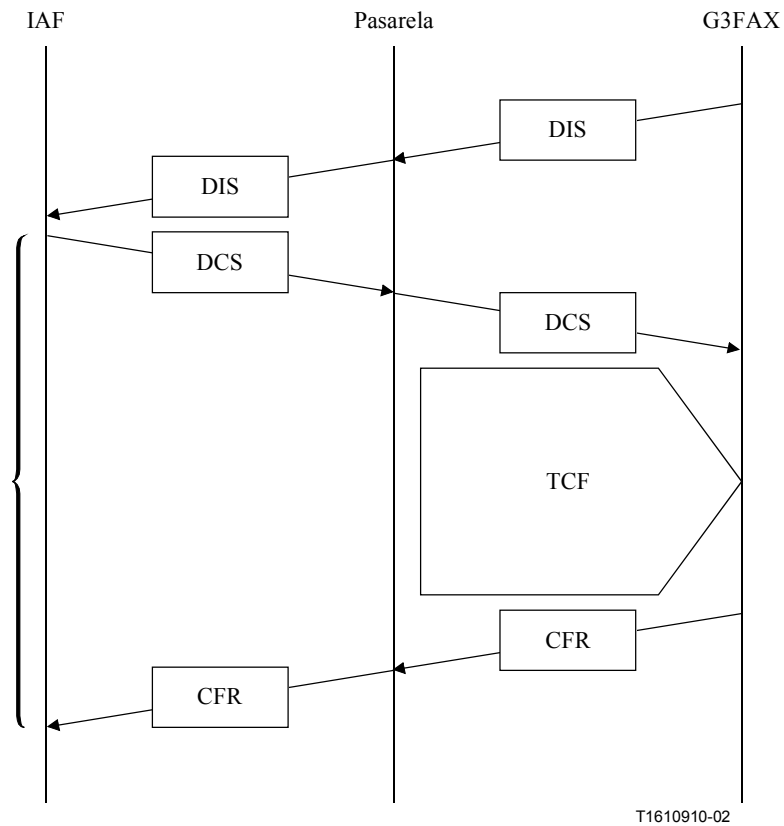 IAF Pasarela G3FAX
DIS
DIS
DCS
DCS
TCF
CFR
CFR
T1610910-02